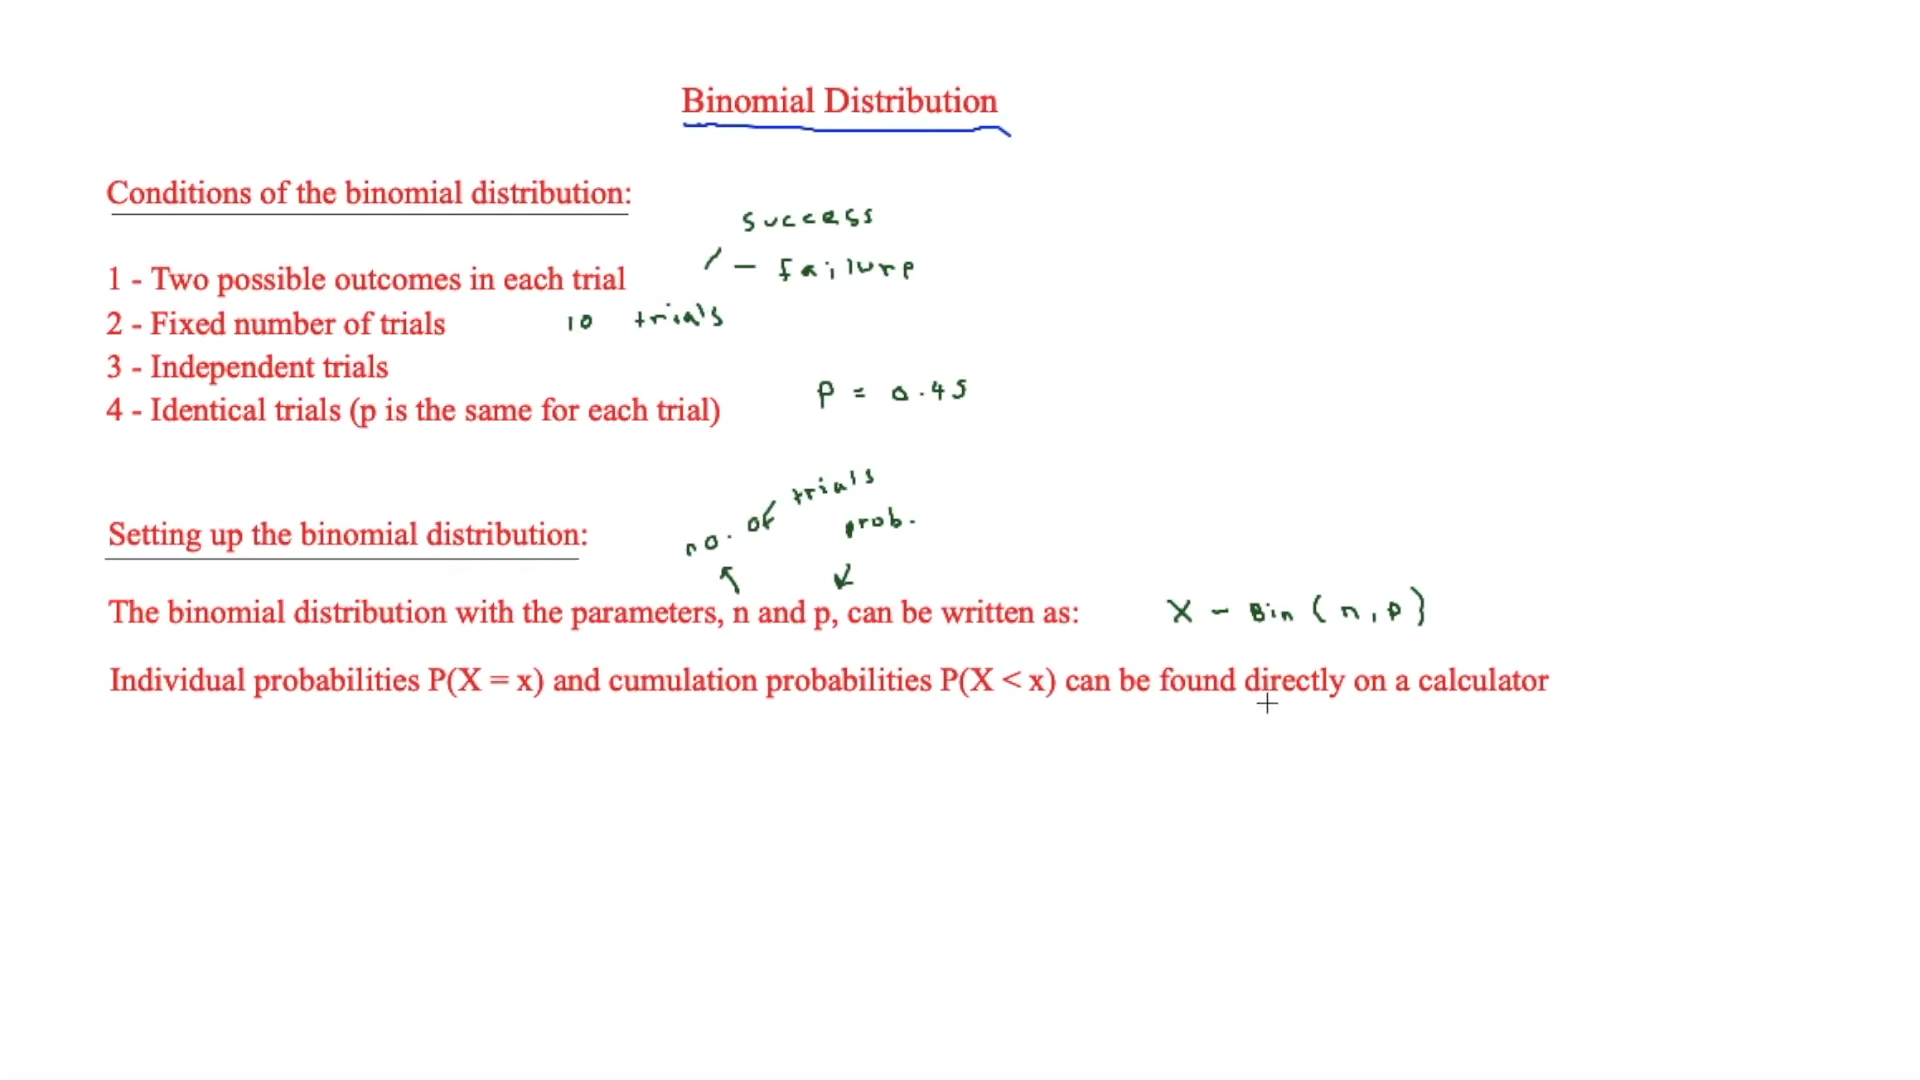 Binomial Distribution
Conditions of the binomial distribution:
success
1 - Two possible outcomes in each trial
– failure
2 - Fixed number of trials
10 trials
3 - Independent trials
4 - Identical trials (p is the same for each trial)
P = 0.45
no. of trials
prob.
Setting up the binomial distribution:
The binomial distribution with the parameters, n and p, can be written as:
X – Bin (n, p)
Individual probabilities P(X = x) and cumulation probabilities P(X < x) can be found directly on a calculator